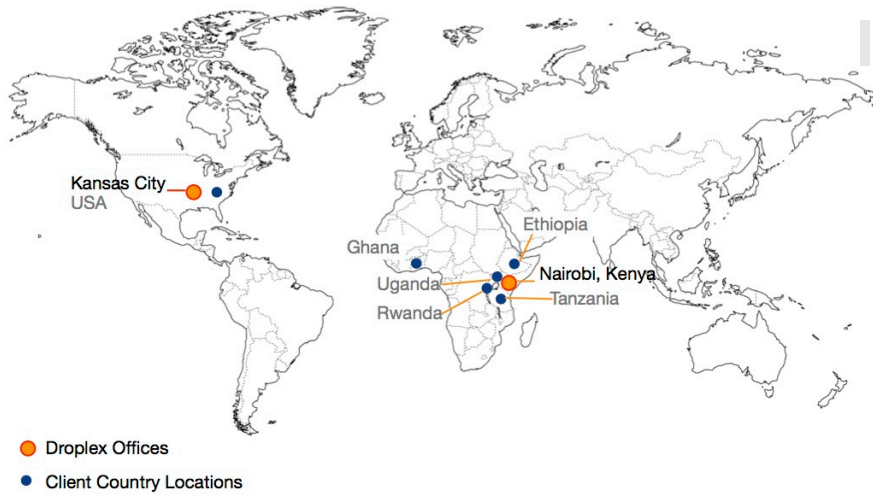 Kansas City
USA
Ghana
Ethiopia
Uganda
Nairobi, Kenya
Rwanda
Tanzania
Droplex Offices
Client Country Locations